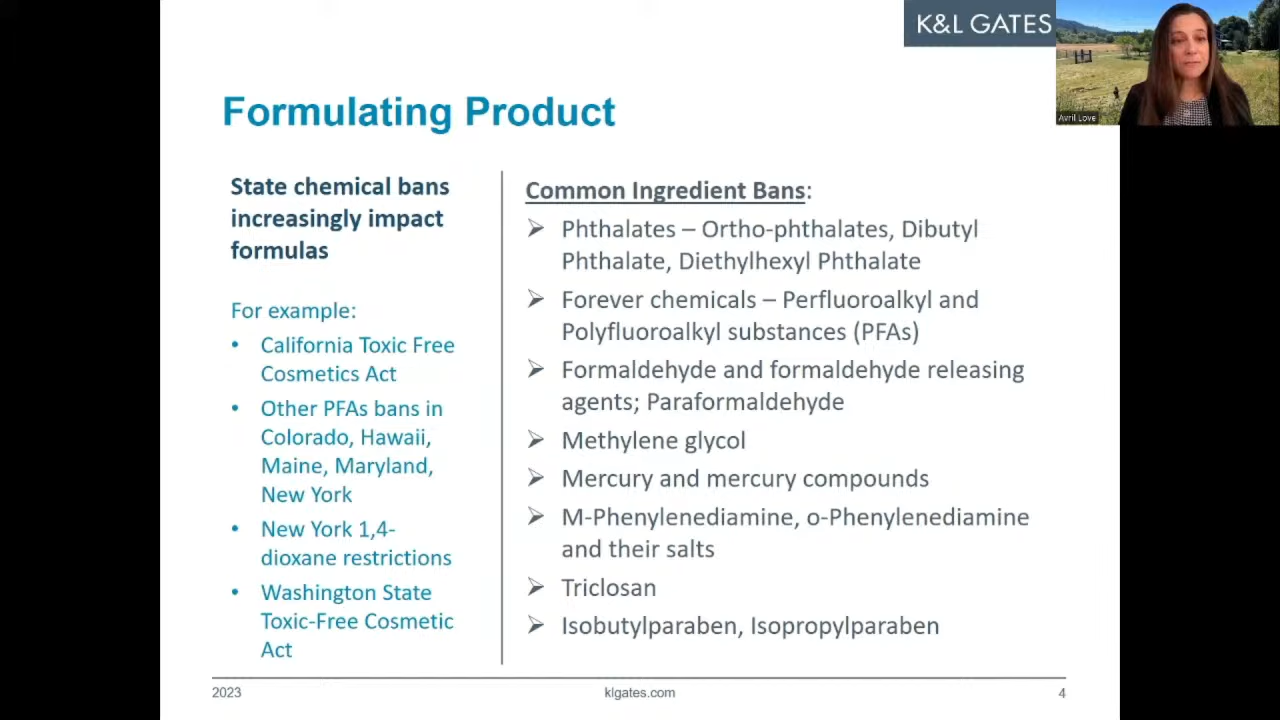 K&L GATES
Avril Love
Formulating Product
State chemical bans
increasingly impact
formulas
For example:
• California Toxic Free
Cosmetics Act
• Other PFAs bans in
Colorado, Hawaii,
Maine, Maryland,
New York
• New York 1,4-
dioxane restrictions
• Washington State
Toxic-Free Cosmetic
Act
Common Ingredient Bans:
➢ Phthalates – Ortho-phthalates, Dibutyl
Phthalate, Diethylhexyl Phthalate
➢ Forever chemicals – Perfluoroalkyl and
Polyfluoroalkyl substances (PFAs)
➢ Formaldehyde and formaldehyde releasing
agents; Paraformaldehyde
➢ Methylene glycol
➢ Mercury and mercury compounds
➢ M-Phenylenediamine, o-Phenylenediamine
and their salts
➢ Triclosan
➢ Isobutylparaben, Isopropylparaben
2023
klgates.com
4